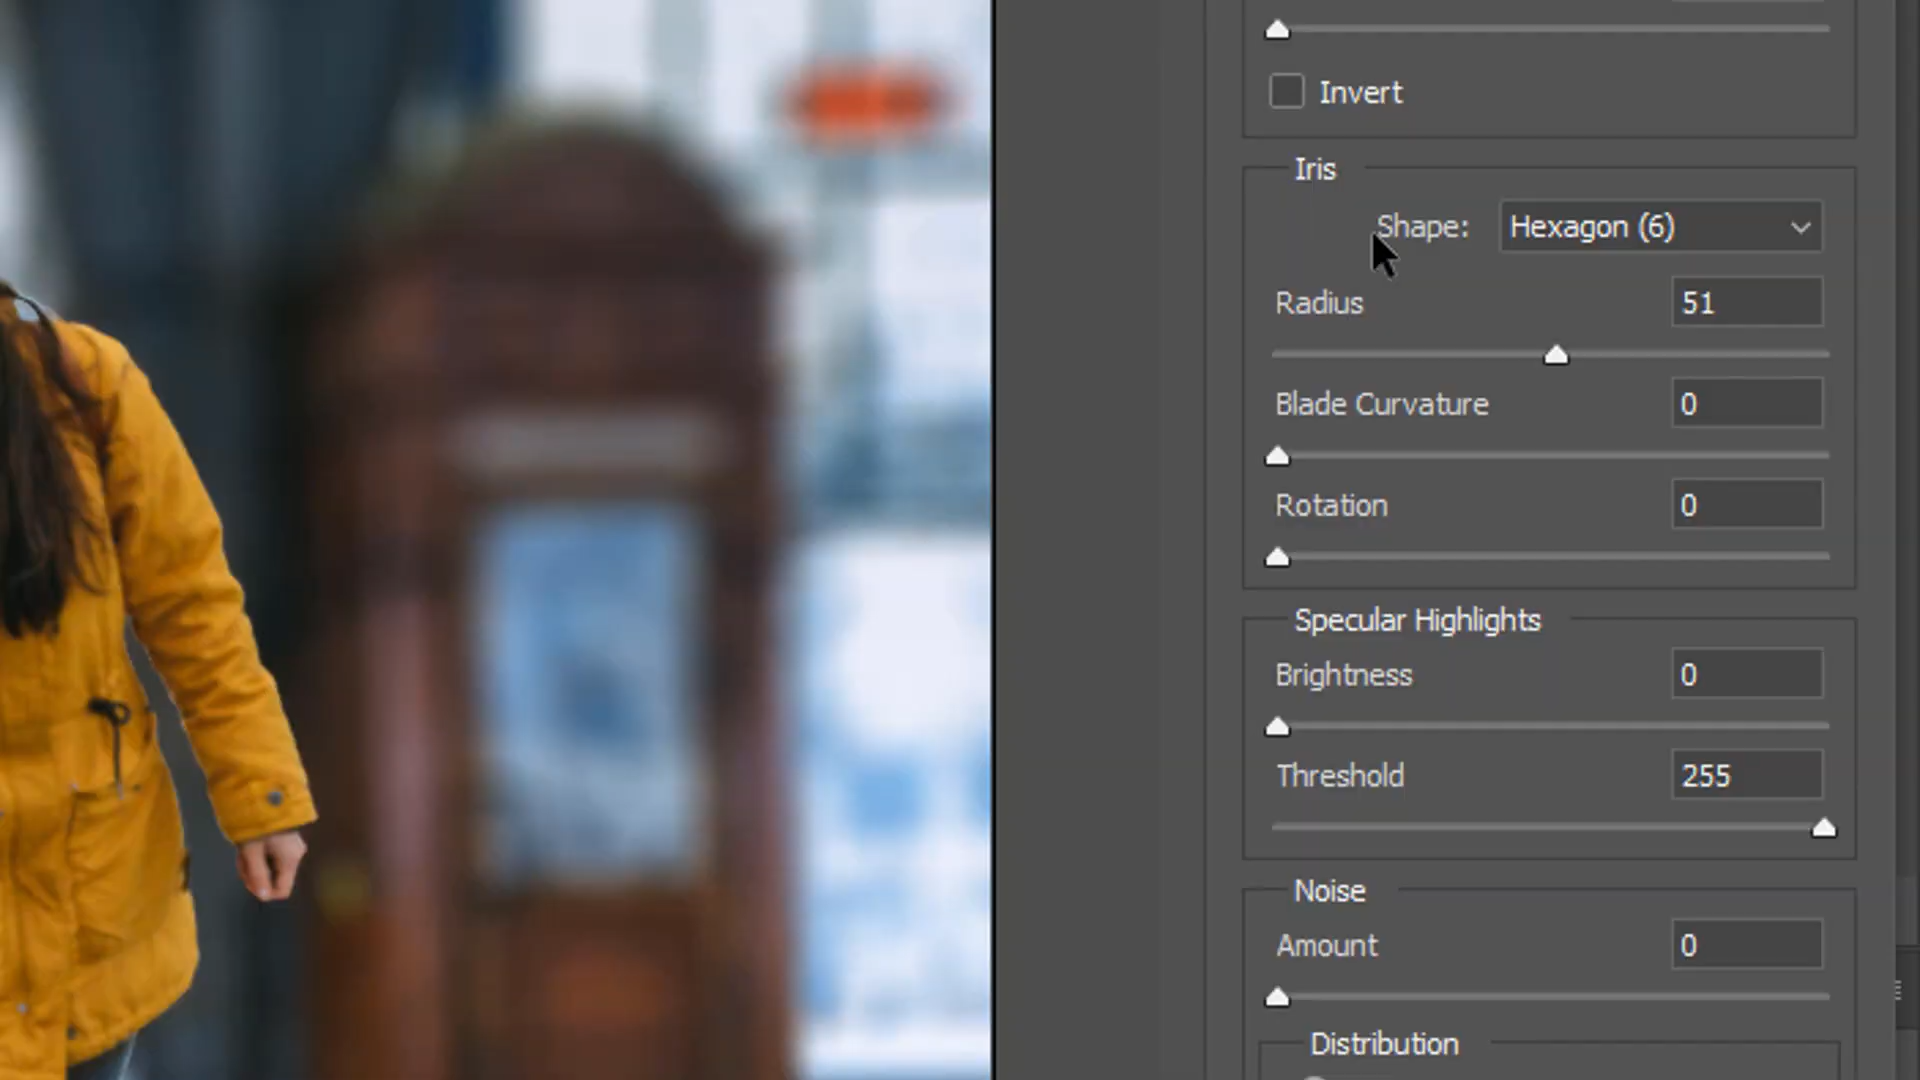 Invert
Iris
Shape: Hexagon (6)
Radius 51
Blade Curvature 0
Rotation 0
Specular Highlights
Brightness 0
Threshold 255
Noise
Amount 0
Distribution